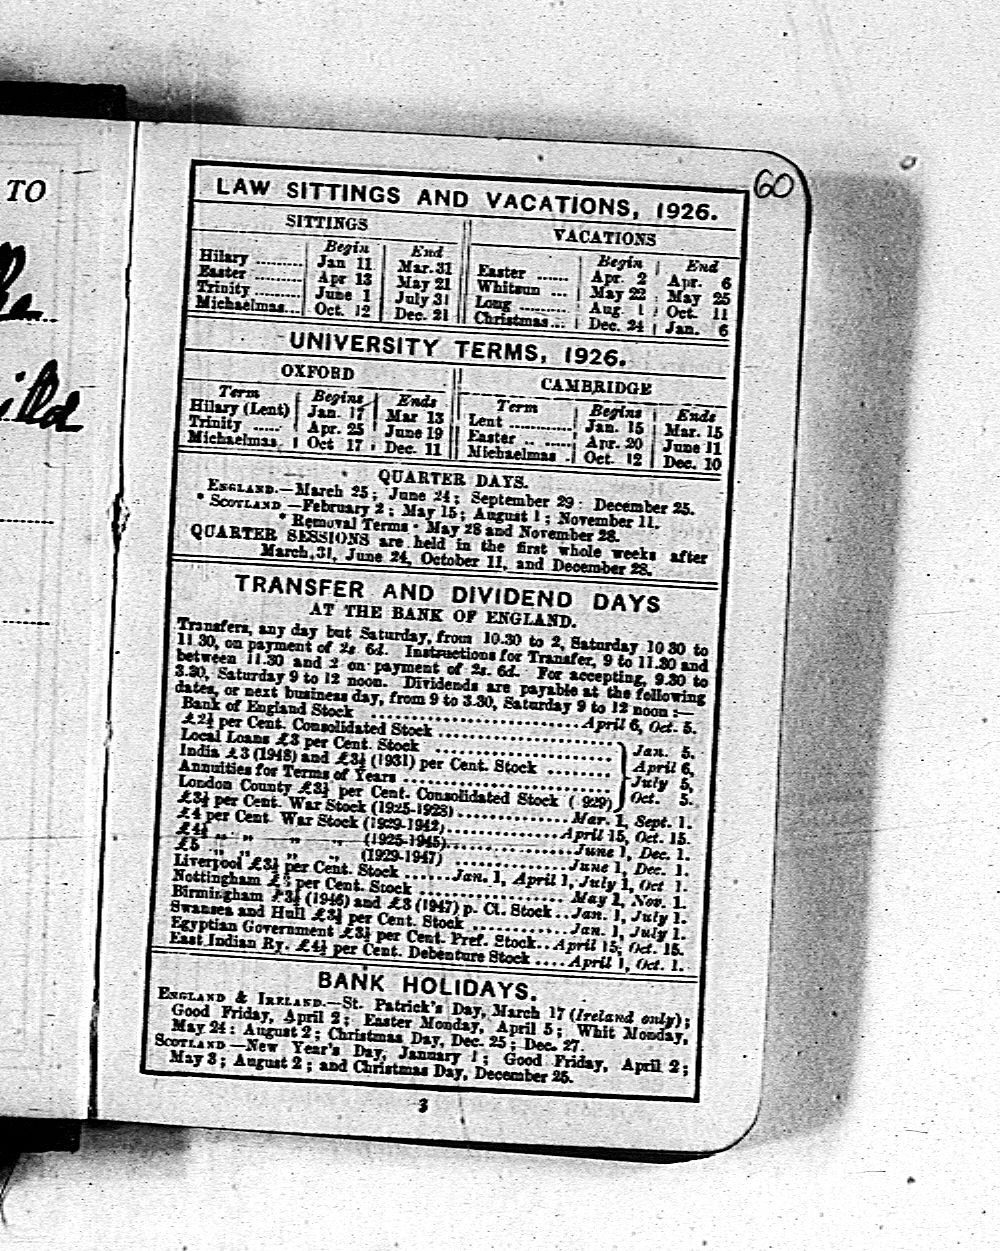 TO
60
LAW SITTINGS AND VACATIONS, 1926.
SITTINGS
Begin End
Hilary .......... Jan 11 Mar. 31
Easter .......... Apr 13 May 21
Trinity .......... June 1 July 31
Michaelmas... Oct. 12 Dec. 21
VACATIONS
Begin End
Easter ...... Apr. 2 Apr. 6
Whitsun ... May 22 May 25
Long .......... Aug. 1 Oct. 11
Christmas... Dec. 24 Jan. 6
UNIVERSITY TERMS, 1926.
OXFORD
Term Begins Ends
Hilary (Lent) Jan. 17 Mar 13
Trinity ...... Apr. 25 June 19
Michaelmas. Oct 17 Dec. 11
CAMBRIDGE
Term Begins Ends
Lent ............ Jan. 15 Mar. 15
Easter .. ...... Apr. 20 June 11
Michaelmas . Oct. 12 Dec. 10
QUARTER DAYS.
ENGLAND.—March 25; June 24; September 29: December 25.
* SCOTLAND—February 2; May 15; August 1; November 11.
* Removal Terms · May 28 and November 28.
QUARTER SESSIONS are held in the first whole weeks after
March, 31, June 24, October 11, and December 28.
TRANSFER AND DIVIDEND DAYS
AT THE BANK OF ENGLAND.
Transfers, any day but Saturday, from 10.30 to 2, Saturday 10 30 to
11 30, on payment of 2s. 6d. Instructions for Transfer, 9 to 11.30 and
between 11.30 and 2 on payment of 2s. 6d. For accepting, 9.30 to
3.30, Saturday 9 to 12 noon. Dividends are payable at the following
dates, or next business day, from 9 to 3.30, Saturday 9 to 12 noon:—
Bank of England Stock .............................. April 6, Oct. 5.
£2½ per Cent. Consolidated Stock .......................... Jan. 5.
Local Loans £3 per Cent. Stock .......................... April 6,
India £3 (1948) and £3½ (1931) per Cent. Stock ........ July 5,
Annuities for Terms of Years .............................. Oct. 5.
London County £3½ per Cent. Consolidated Stock ( 929) Mar. 1, Sept. 1.
£3½ per Cent. War Stock (1925-1928) .............. April 15, Oct. 15.
£4 per Cent War Stock (1929-1942) .................. June 1, Dec. 1.
£4½ „ „ „ „ (1925-1945) .................. June 1, Dec. 1.
£5 „ „ „ „ (1929-1947) ...... Jan. 1, April 1, July 1, Oct 1.
Liverpool £3½ per Cent. Stock .......................... May 1, Nov. 1.
Nottingham per Cent. Stock .......................... Jan. 1, July 1.
Birmingham £3½ (1946) and £3 (1947) p. Ct. Stock .. Jan. 1, July 1.
Swansea and Hull £3½ per Cent. Stock ............ April 15, Oct. 15.
Egyptian Government £3½ per Cent. Pref. Stock.. April 1, Oct. 1.
East Indian Ry. £4½ per Cent. Debenture Stock ....
BANK HOLIDAYS.
ENGLAND & IRELAND.—St. Patrick's Day, March 17 (Ireland only);
Good Friday, April 2; Easter Monday, April 5; Whit Monday,
May 24: August 2; Christmas Day, Dec. 25; Dec. 27.
SCOTLAND—New Year's Day, January 1; Good Friday, April 2;
May 3; August 2; and Christmas Day, December 25.
3